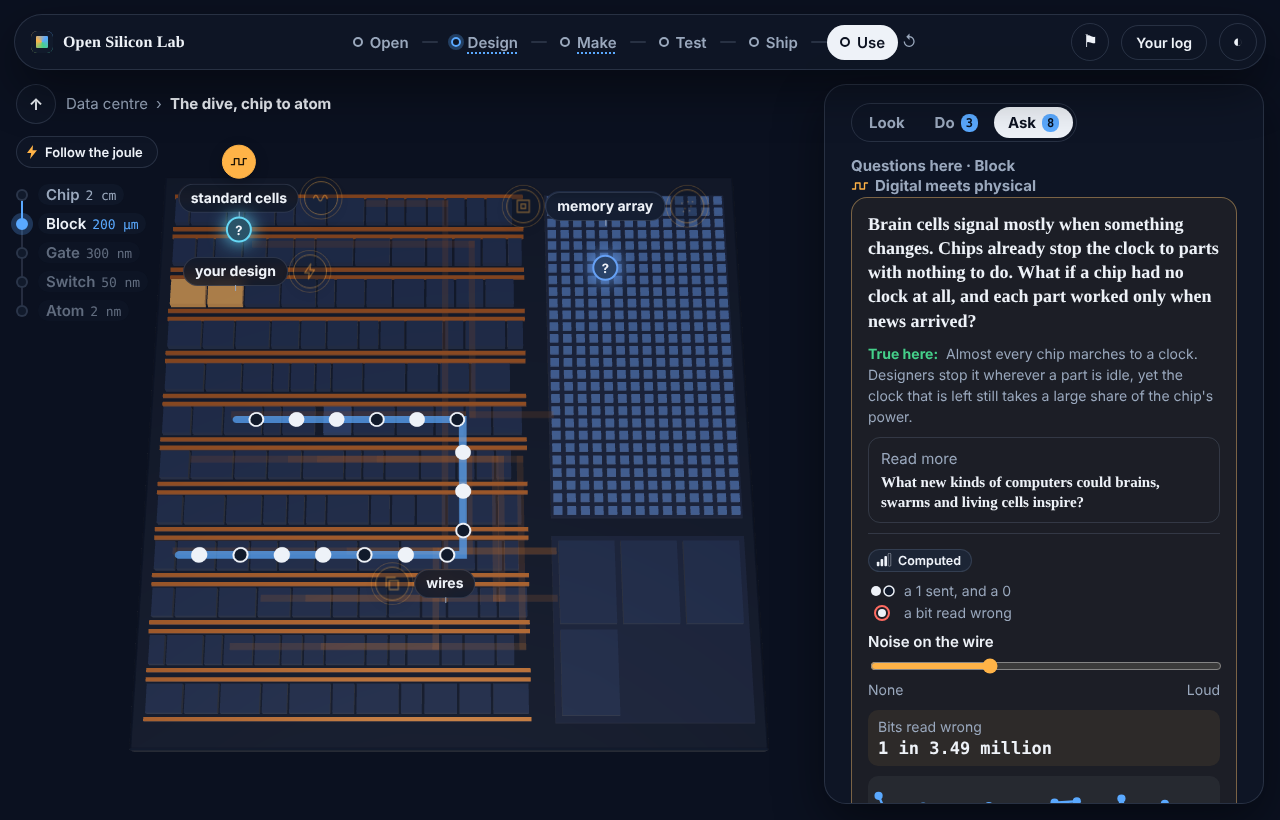 Open Silicon Lab
Open
Design
Make
Test
Ship
Use
Your log
Data centre › The dive, chip to atom
Follow the joule
Chip 2 cm
Block 200 μm
Gate 300 nm
Switch 50 nm
Atom 2 nm
standard cells
?
your design
memory array
?
wires
Look
Do 3
Ask 8
Questions here · Block
Digital meets physical
Brain cells signal mostly when something
changes. Chips already stop the clock to parts
with nothing to do. What if a chip had no
clock at all, and each part worked only when
news arrived?
True here: Almost every chip marches to a clock.
Designers stop it wherever a part is idle, yet the
clock that is left still takes a large share of the chip's
power.
Read more
What new kinds of computers could brains,
swarms and living cells inspire?
Computed
a 1 sent, and a 0
a bit read wrong
Noise on the wire
None
Loud
Bits read wrong
1 in 3.49 million